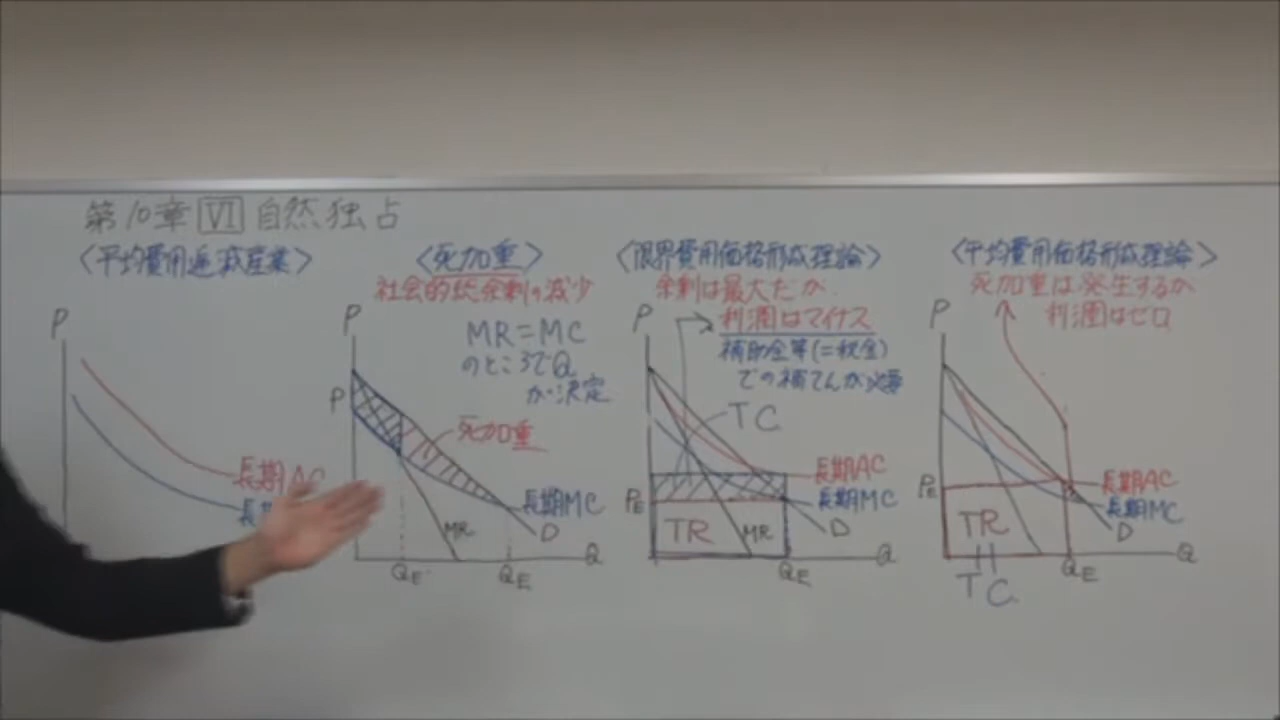 第10章 VI 自然独占
<平均費用逓減産業>
P
長期AC
長期
<死加重>
社会的総余剰の減少
P
MR=MC
のところでQ
が決定
P
死加重
長期MC
MR
D
QE
QE
Q
<限界費用価格形成理論>
余剰は最大だが
利潤はマイナス
P
補助金等(=税金)
での補てんが必要
TC
長期AC
長期MC
PE
TR
MR
D
QE
Q
<平均費用価格形成理論>
死加重は発生するが
利潤はゼロ
P
長期AC
長期MC
PE
TR
D
TC
QE
Q